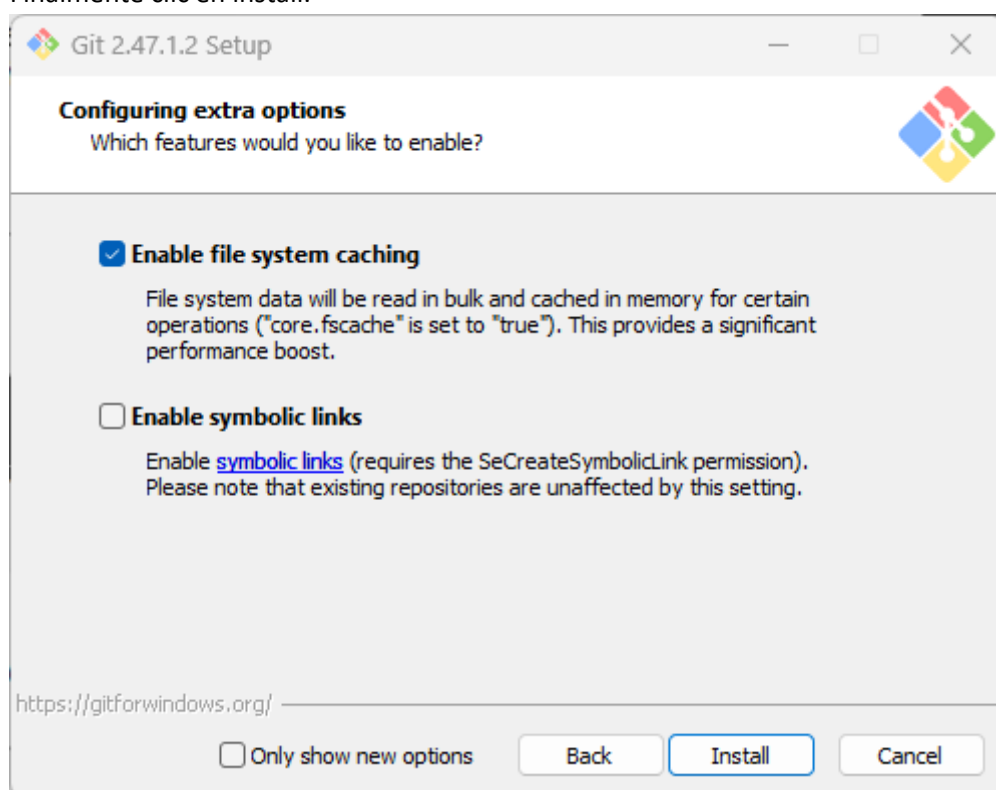 Finalmente clic en Install.
Git 2.47.1.2 Setup
Configuring extra options
Which features would you like to enable?
Enable file system caching
File system data will be read in bulk and cached in memory for certain
operations ("core.fscache" is set to "true"). This provides a significant
performance boost.
Enable symbolic links
Enable symbolic links (requires the SeCreateSymbolicLink permission).
Please note that existing repositories are unaffected by this setting.
https://gitforwindows.org/
Only show new options Back Install Cancel